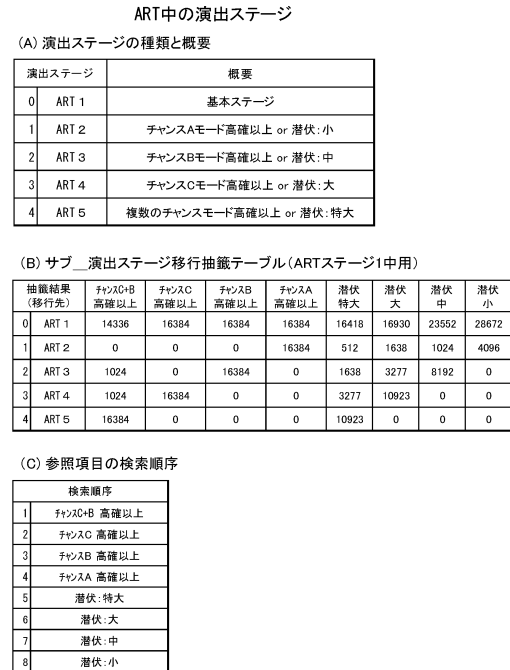 ART中の演出ステージ
(A) 演出ステージの種類と概要
演出ステージ 概要
0 ART 1 基本ステージ
1 ART 2 チャンスAモード高確以上 or 潜伏:小
2 ART 3 チャンスBモード高確以上 or 潜伏:中
3 ART 4 チャンスCモード高確以上 or 潜伏:大
4 ART 5 複数のチャンスモード高確以上 or 潜伏:特大
(B) サブ__演出ステージ移行抽籤テーブル(ARTステージ1中用)
抽籤結果 チャンスC+B チャンスC チャンスB チャンスA 潜伏 潜伏 潜伏 潜伏
(移行先) 高確以上 高確以上 高確以上 高確以上 特大 大 中 小
0 ART 1 14336 16384 16384 16384 16418 16930 23552 28672
1 ART 2 0 0 0 16384 512 1638 1024 4096
2 ART 3 1024 0 16384 0 1638 3277 8192 0
3 ART 4 1024 16384 0 0 3277 10923 0 0
4 ART 5 16384 0 0 0 10923 0 0 0
(C) 参照項目の検索順序
検索順序
1 チャンスC+B 高確以上
2 チャンスC 高確以上
3 チャンスB 高確以上
4 チャンスA 高確以上
5 潜伏:特大
6 潜伏:大
7 潜伏:中
8 潜伏:小